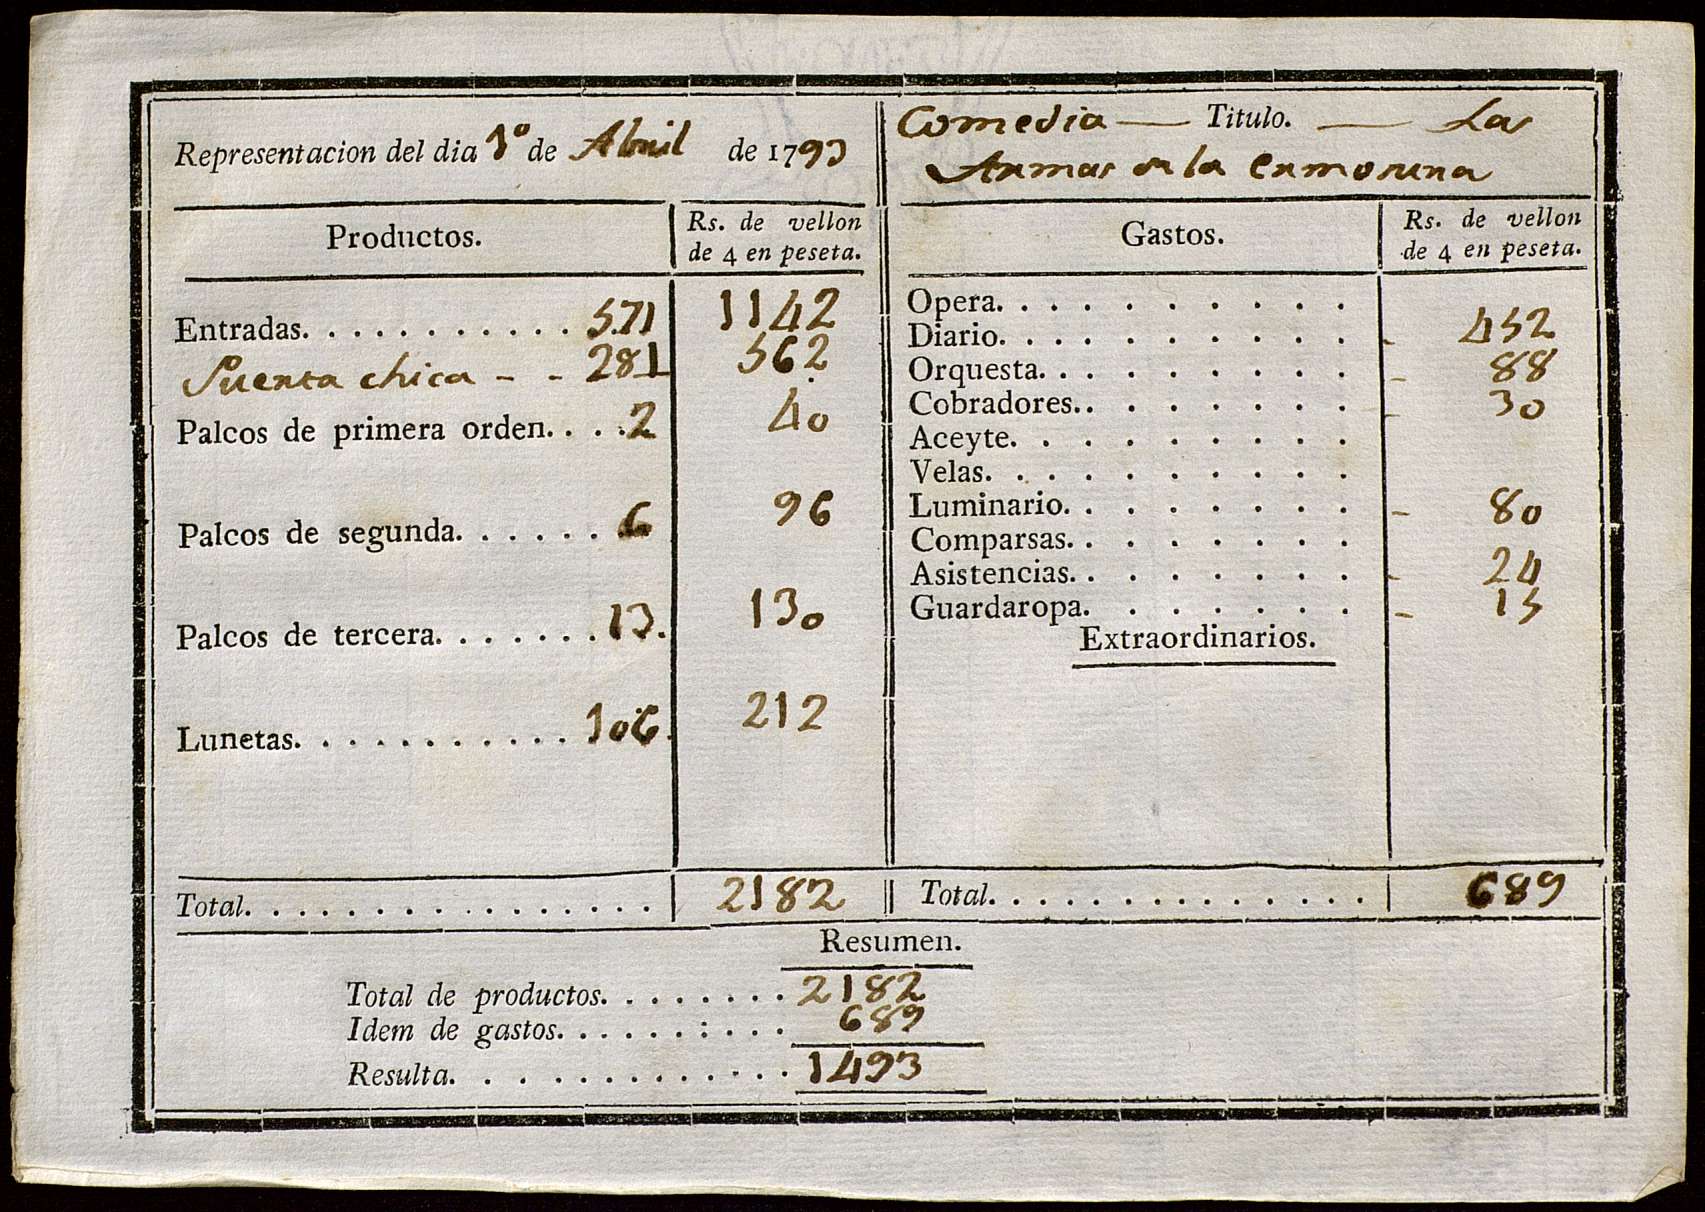 Representacion del dia 1º de Abril de 1793
Comedia — Titulo. — Las
Armas de la ermosura
Productos.
Rs. de vellon
de 4 en peseta.
Entradas. . . . . . . . . . . . 571 1142
Puerta chica - - 281 562
Palcos de primera orden. . . . 2 40
Palcos de segunda. . . . . . . 6 96
Palcos de tercera. . . . . . . 13. 130
Lunetas. . . . . . . . . . . . 106. 212
Total. . . . . . . . . . . . . . . . . 2182
Gastos.
Rs. de vellon
de 4 en peseta.
Opera. . . . . . . . . .
Diario. . . . . . . . . . - 452
Orquesta. . . . . . . . . - 88
Cobradores. . . . . . . . - 30
Aceyte. . . . . . . . .
Velas. . . . . . . . . .
Luminario. . . . . . . . - 80
Comparsas. . . . . . . .
Asistencias. . . . . . . . - 24
Guardaropa. . . . . . . - 15
Extraordinarios.
Total. . . . . . . . . . . . . . . . 689
Resumen.
Total de productos. . . . . . . . 2182
Idem de gastos. . . . . . : . . . 689
Resulta. . . . . . . . . . . . . . 1493